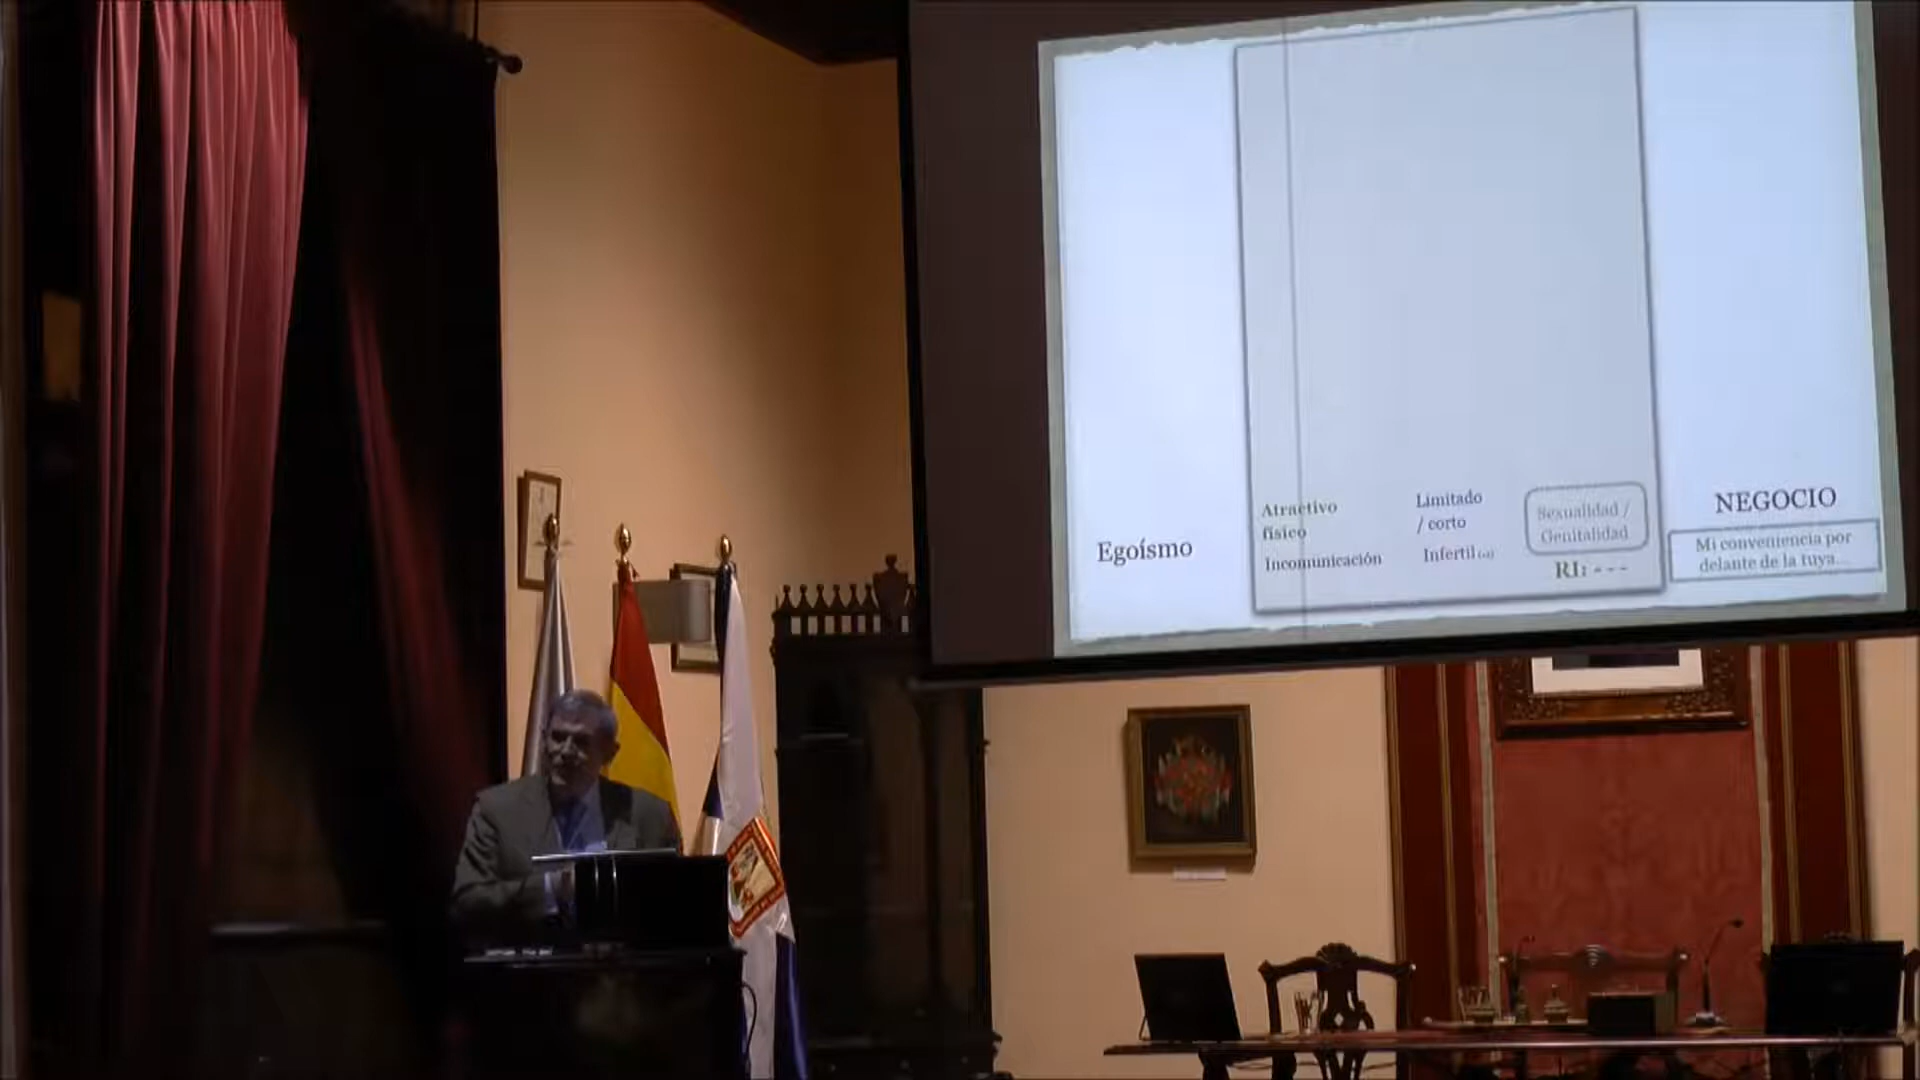 Egoísmo
Atractivo
físico
Incomunicación
Limitado
/ corto
Infertil
Sexualidad /
Genitalidad
RI: - - -
NEGOCIO
Mi conveniencia por
delante de la tuya...